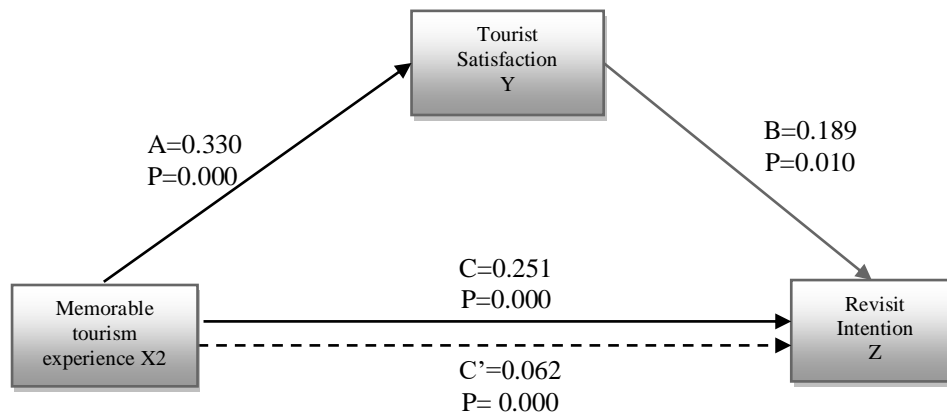 Tourist
Satisfaction
Y
A=0.330
P=0.000
B=0.189
P=0.010
C=0.251
P=0.000
Memorable
tourism
experience X2
Revisit
Intention
Z
C’=0.062
P= 0.000